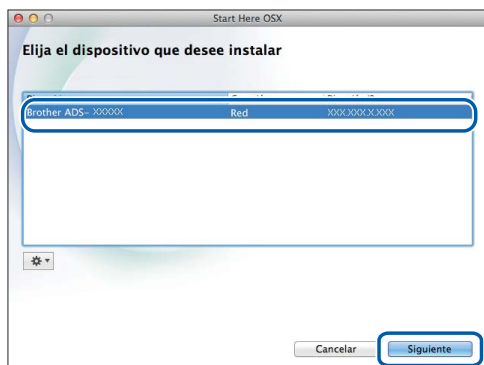 Start Here OSX
Elija el dispositivo que desee instalar
Brother ADS- XXXXX Red XXX.XXX.X.XXX
Cancelar Siguiente